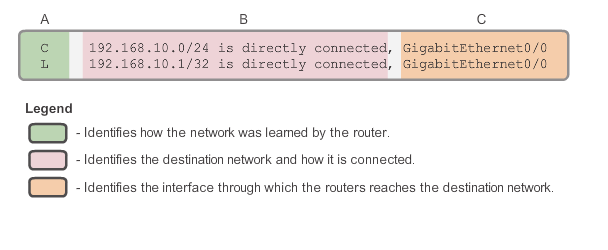 A B C
C 192.168.10.0/24 is directly connected, GigabitEthernet0/0
L 192.168.10.1/32 is directly connected, GigabitEthernet0/0
Legend
- Identifies how the network was learned by the router.
- Identifies the destination network and how it is connected.
- Identifies the interface through which the routers reaches the destination network.